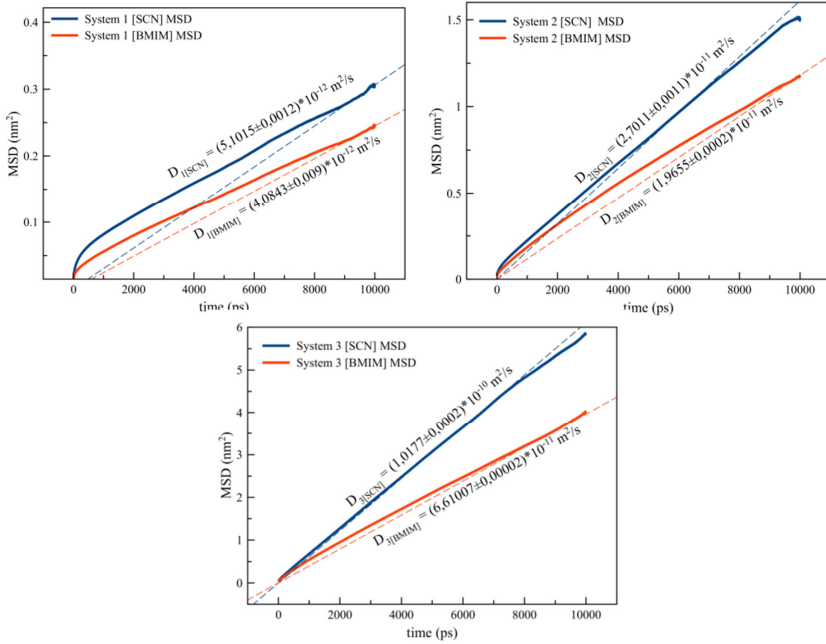 System 1 [SCN] MSD
System 1 [BMIM] MSD
0.4
0.3
0.2
0.1
MSD (nm²)
D1[SCN] = (5,1015±0,0012)*10⁻¹² m²/s
D1[BMIM] = (4,0843±0,009)*10⁻¹² m²/s
0 2000 4000 6000 8000 10000
time (ps)
System 2 [SCN] MSD
System 2 [BMIM] MSD
1.5
1
0.5
0
MSD (nm²)
D2[SCN] = (2,7011±0,0011)*10⁻¹¹ m²/s
D2[BMIM] = (1,9655±0,0002)*10⁻¹¹ m²/s
0 2000 4000 6000 8000 10000
time (ps)
System 3 [SCN] MSD
System 3 [BMIM] MSD
6
5
4
3
2
1
0
MSD (nm²)
D3[SCN] = (1,0177±0,0002)*10⁻¹⁰ m²/s
D3[BMIM] = (6,61007±0,00002)*10⁻¹¹ m²/s
0 2000 4000 6000 8000 10000
time (ps)